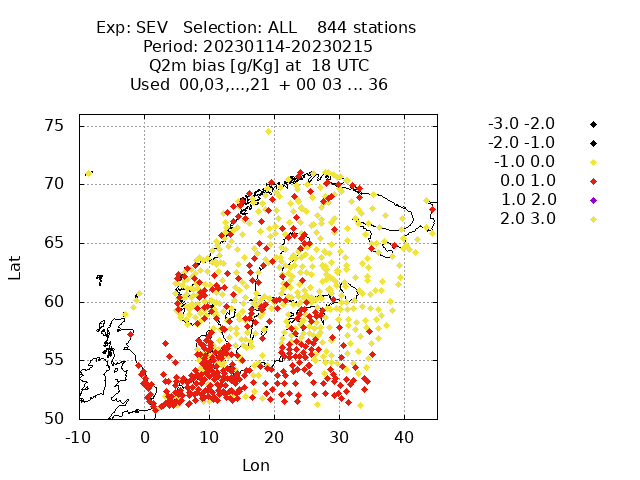 Exp: SEV   Selection: ALL    844 stations
Period: 20230114-20230215
Q2m bias [g/Kg] at  18 UTC
Used  00,03,...,21  + 00 03 ... 36
-3.0 -2.0
-2.0 -1.0
-1.0 0.0
0.0 1.0
1.0 2.0
2.0 3.0
Lat
75
70
65
60
55
50
-10 0 10 20 30 40
Lon